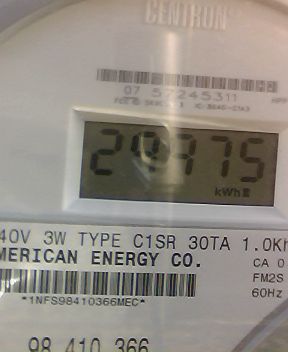 CENTRON
07 57245311
kWh
40V 3W TYPE C1SR 30TA 1.0Kh
MERICAN ENERGY CO.
CA 0
FM2S
60Hz
*1NFS98410366MEC*
98 410 366